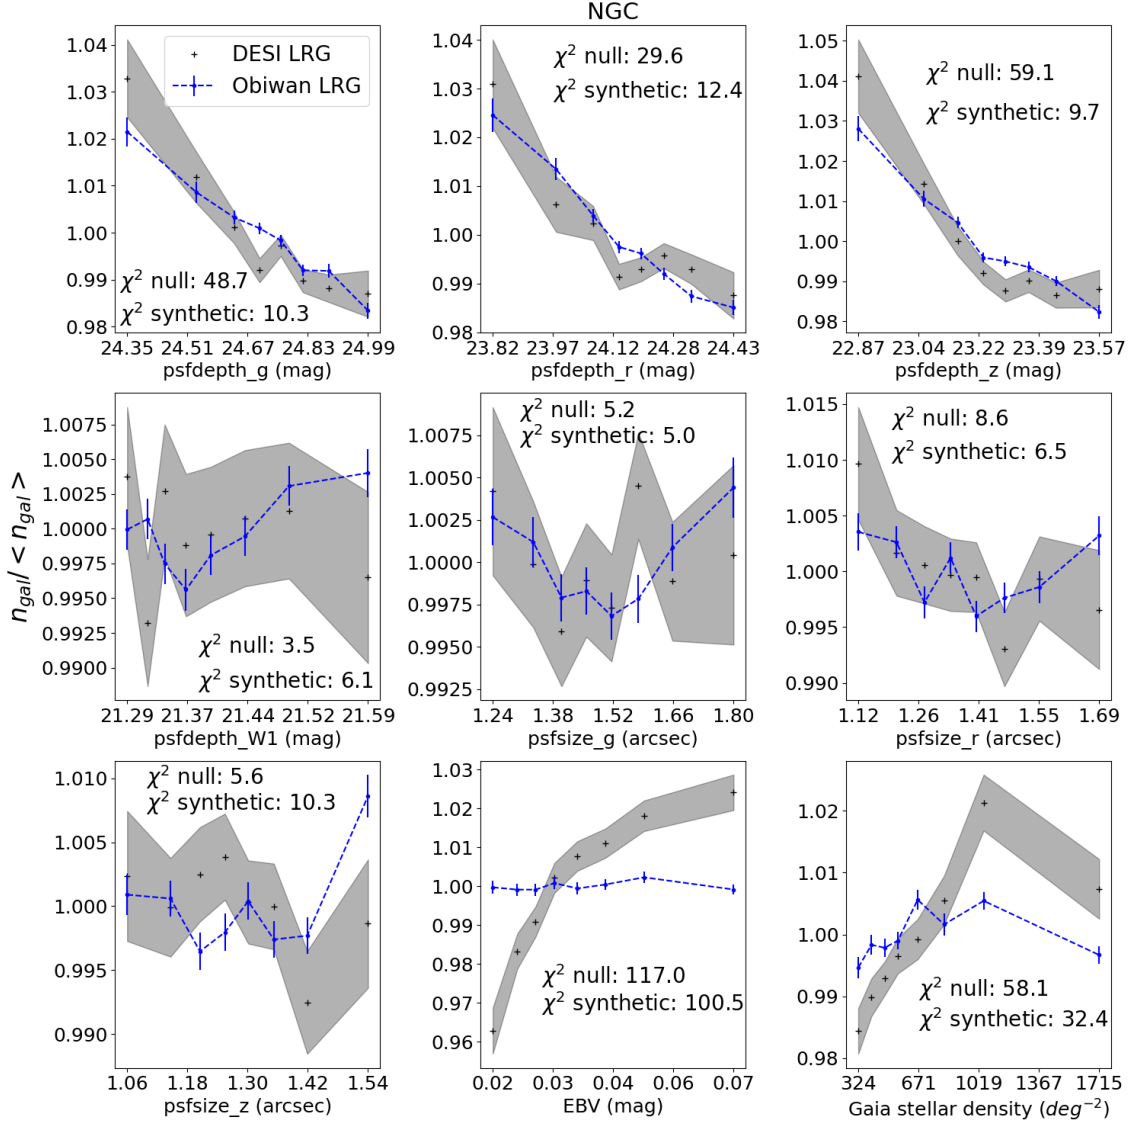 NGC
DESI LRG
Obiwan LRG
1.04
1.03
1.02
1.01
1.00
0.99
0.98
χ² null: 48.7
χ² synthetic: 10.3
24.35 24.51 24.67 24.83 24.99
psfdepth_g (mag)
1.04
1.03
1.02
1.01
1.00
0.99
0.98
χ² null: 29.6
χ² synthetic: 12.4
23.82 23.97 24.12 24.28 24.43
psfdepth_r (mag)
1.05
1.04
1.03
1.02
1.01
1.00
0.99
0.98
χ² null: 59.1
χ² synthetic: 9.7
22.87 23.04 23.22 23.39 23.57
psfdepth_z (mag)
n_gal / < n_gal >
1.0075
1.0050
1.0025
1.0000
0.9975
0.9950
0.9925
0.9900
χ² null: 3.5
χ² synthetic: 6.1
21.29 21.37 21.44 21.52 21.59
psfdepth_W1 (mag)
1.0075
1.0050
1.0025
1.0000
0.9975
0.9950
0.9925
χ² null: 5.2
χ² synthetic: 5.0
1.24 1.38 1.52 1.66 1.80
psfsize_g (arcsec)
1.015
1.010
1.005
1.000
0.995
0.990
χ² null: 8.6
χ² synthetic: 6.5
1.12 1.26 1.41 1.55 1.69
psfsize_r (arcsec)
1.010
1.005
1.000
0.995
0.990
χ² null: 5.6
χ² synthetic: 10.3
1.06 1.18 1.30 1.42 1.54
psfsize_z (arcsec)
1.03
1.02
1.01
1.00
0.99
0.98
0.97
0.96
χ² null: 117.0
χ² synthetic: 100.5
0.02 0.03 0.03 0.06 0.07
EBV (mag)
1.02
1.01
1.00
0.99
0.98
χ² null: 58.1
χ² synthetic: 32.4
324 671 1019 1367 1715
Gaia stellar density (deg⁻²)